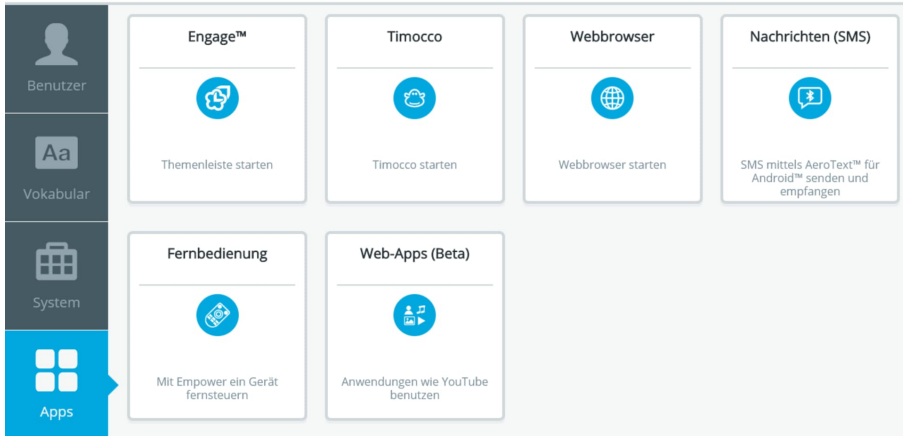 Benutzer
Aa
Vokabular
System
Apps
Engage™
Themenleiste starten
Timocco
Timocco starten
Webbrowser
Webbrowser starten
Nachrichten (SMS)
SMS mittels AeroText™ für
Android™ senden und
empfangen
Fernbedienung
Mit Empower ein Gerät
fernsteuern
Web-Apps (Beta)
Anwendungen wie YouTube
benutzen